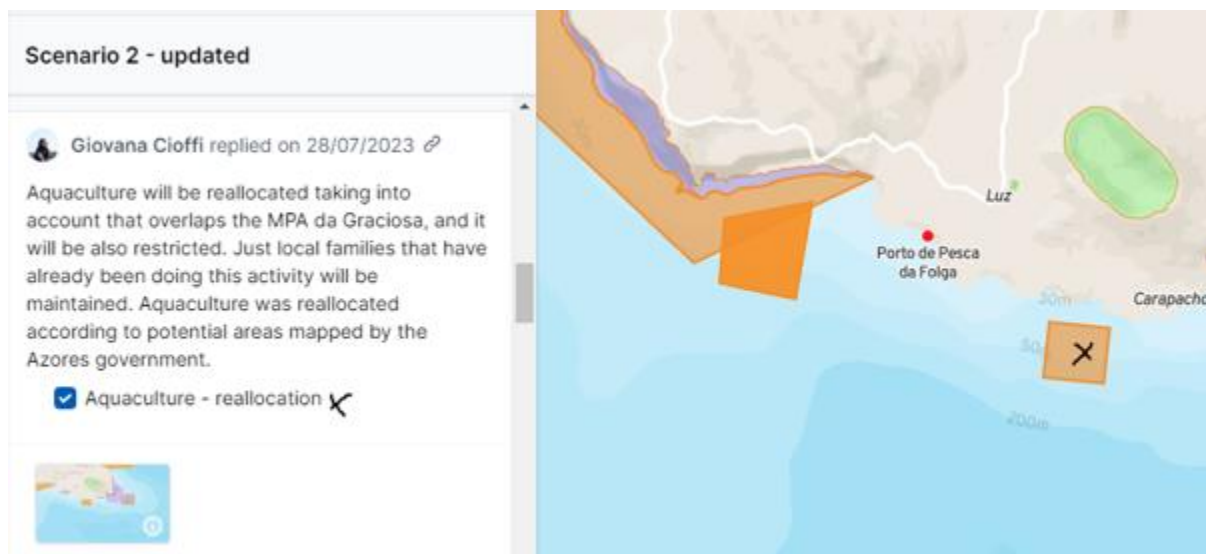 Scenario 2 - updated
Giovana Cioffi replied on 28/07/2023
Aquaculture will be reallocated taking into
account that overlaps the MPA da Graciosa, and it
will be also restricted. Just local families that have
already been doing this activity will be
maintained. Aquaculture was reallocated
according to potential areas mapped by the
Azores government.
Aquaculture - reallocation X
Luz
Porto de Pesca
da Folga
30m
Carapacho
X
200m